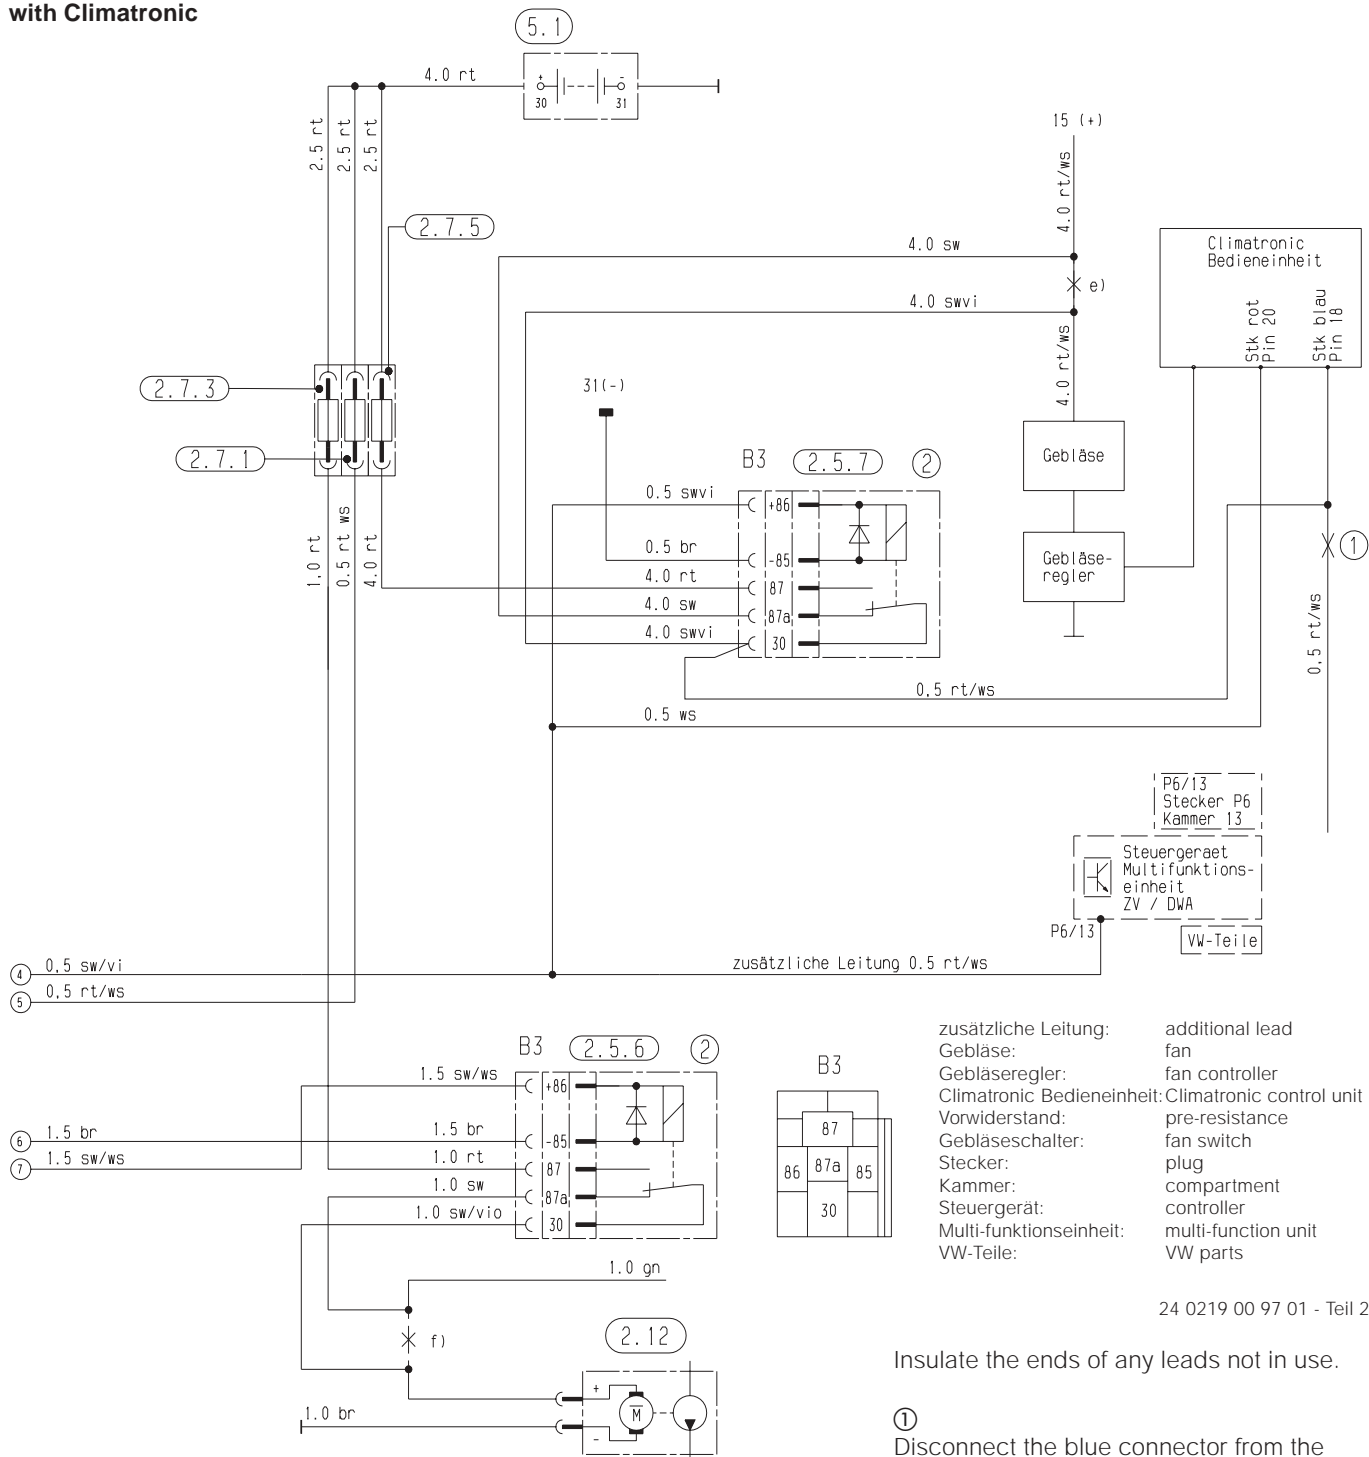 with Climatronic
5.1
4.0 rt
+
30
-
31
15 (+)
2.5 rt
2.5 rt
2.5 rt
4.0 rt/ws
2.7.5
4.0 sw
e)
4.0 swvi
Climatronic
Bedieneinheit
Stk rot
Pin 20
Stk blau
Pin 18
4.0 rt/ws
2.7.3
31(-)
2.7.1
Gebläse
B3
2.5.7
2
0.5 swvi
+86
0.5 br
-85
4.0 rt
87
4.0 sw
87a
4.0 swvi
30
1.0 rt
0.5 rt ws
4.0 rt
Gebläse-
regler
1
0,5 rt/ws
0,5 rt/ws
0.5 ws
P6/13
Stecker P6
Kammer 13
Steuergeraet
Multifunktions-
einheit
ZV / DWA
P6/13
VW-Teile
4
0,5 sw/vi
zusätzliche Leitung 0.5 rt/ws
5
0,5 rt/ws
B3
2.5.6
2
1.5 sw/ws
+86
6
1.5 br
1.5 br
-85
7
1.5 sw/ws
1.0 rt
87
1.0 sw
87a
1.0 sw/vio
30
B3
87
86
87a
85
30
zusätzliche Leitung: additional lead
Gebläse: fan
Gebläseregler: fan controller
Climatronic Bedieneinheit: Climatronic control unit
Vorwiderstand: pre-resistance
Gebläseschalter: fan switch
Stecker: plug
Kammer: compartment
Steuergerät: controller
Multi-funktionseinheit: multi-function unit
VW-Teile: VW parts
1.0 gn
24 0219 00 97 01 - Teil 2
f)
2.12
Insulate the ends of any leads not in use.
+
M
-
1.0 br
①
Disconnect the blue connector from the